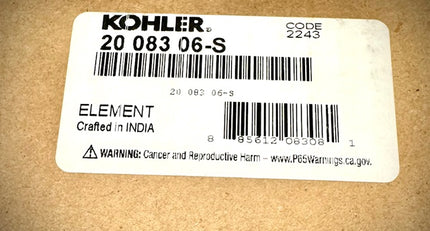 KOHLER®
CODE
2243
20 083 06-S
20 083 06-S
ELEMENT
Crafted in INDIA
8 85612 08308 1
⚠ WARNING: Cancer and Reproductive Harm – www.P65Warnings.ca.gov.